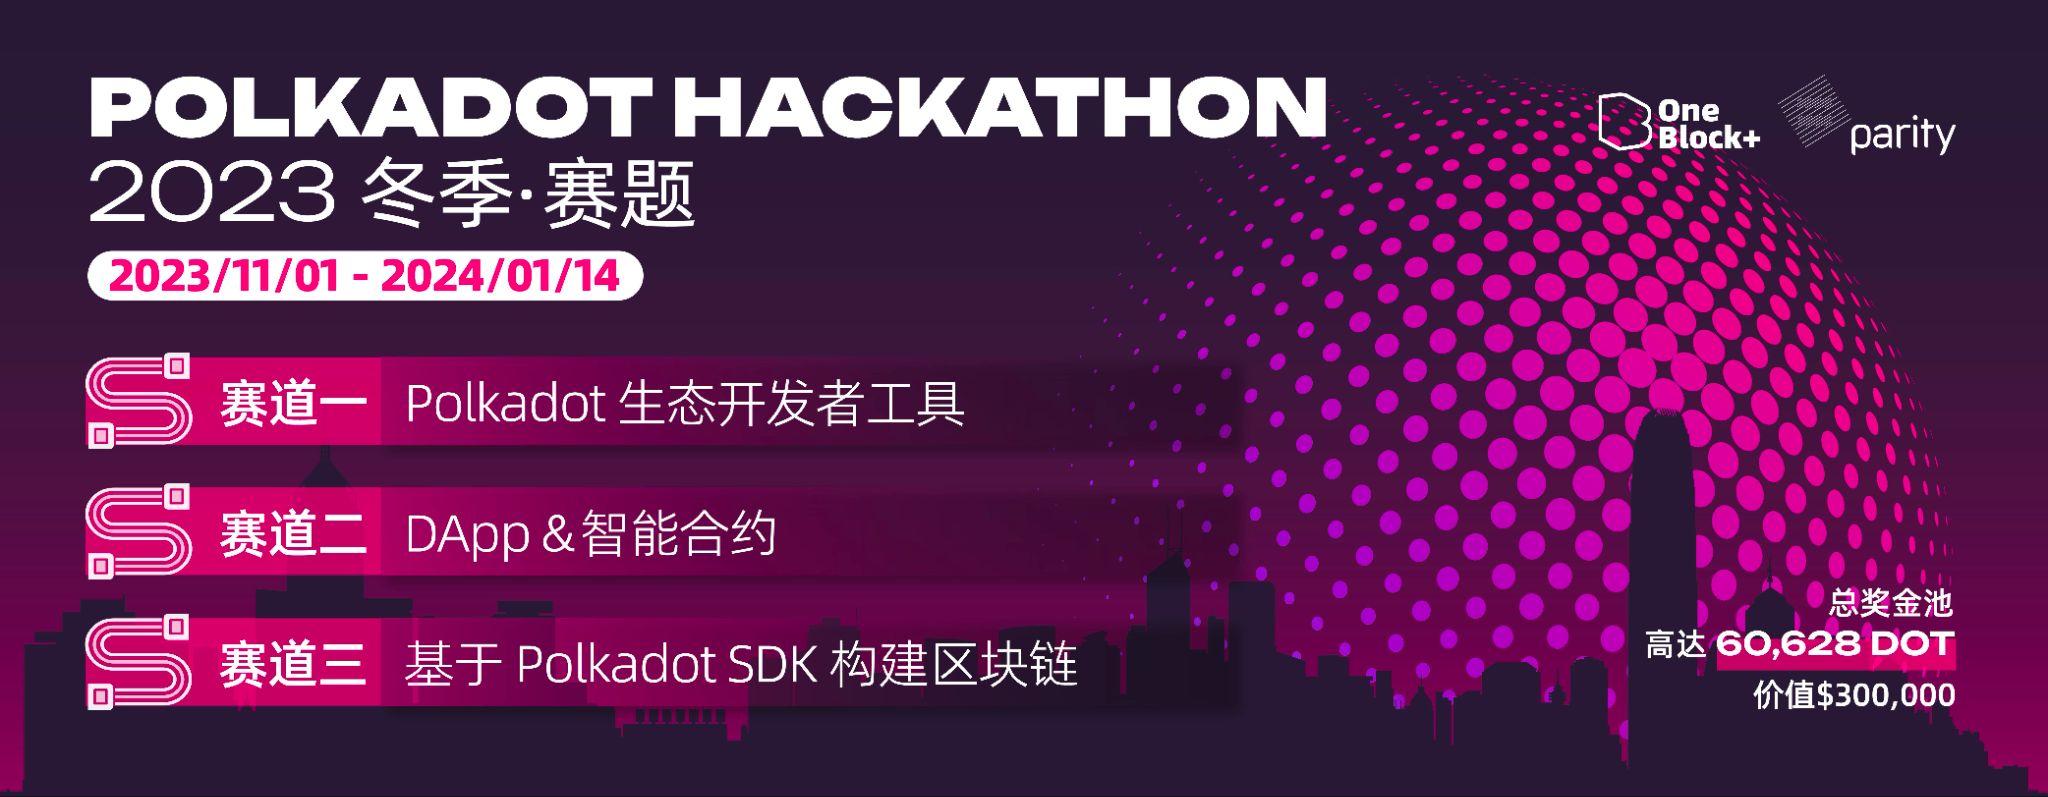 POLKADOT HACKATHON
2023 冬季·赛题
2023/11/01 - 2024/01/14
One
Block+
parity
赛道一 Polkadot 生态开发者工具
赛道二 DApp & 智能合约
赛道三 基于 Polkadot SDK 构建区块链
总奖金池
高达 60,628 DOT
价值$300,000